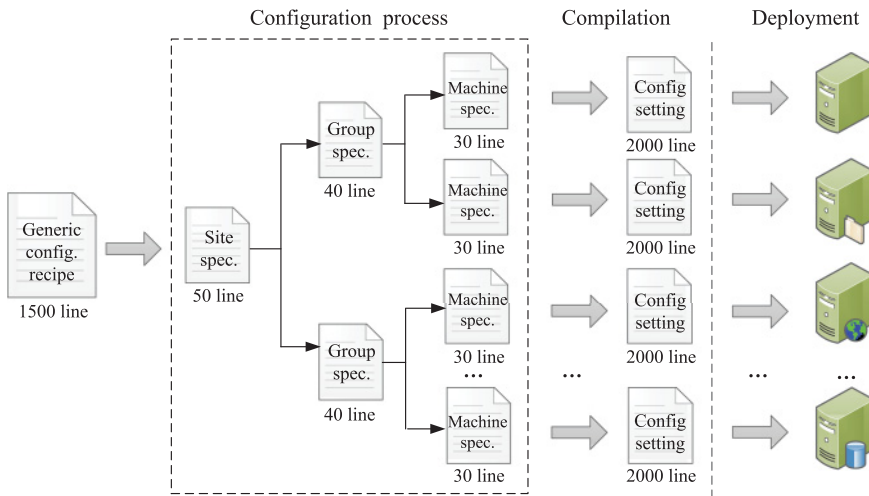 Configuration process
Compilation
Deployment
Generic
config.
recipe
1500 line
Site
spec.
50 line
Group
spec.
40 line
Group
spec.
40 line
Machine
spec.
30 line
Machine
spec.
30 line
Machine
spec.
30 line
...
Machine
spec.
30 line
Config
setting
2000 line
Config
setting
2000 line
Config
setting
2000 line
...
Config
setting
2000 line
...
...